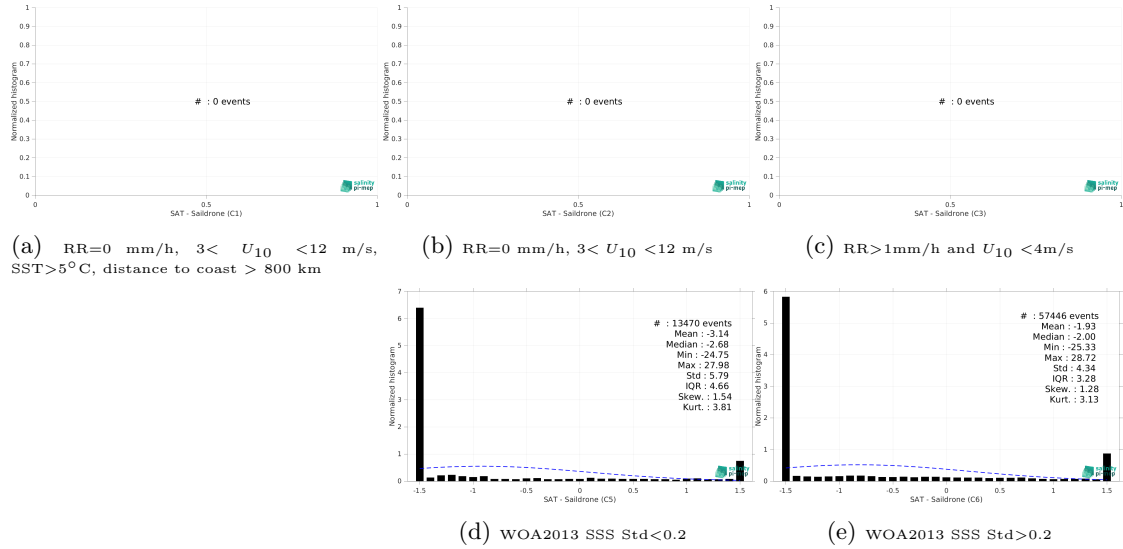 Normalized histogram
1
0.9
0.8
0.7
0.6
0.5
0.4
0.3
0.2
0.1
0
# : 0 events
salinity
pi-mep
0 0.5 1
SAT - Saildrone (C1)
(a) RR=0 mm/h, 3< U10 <12 m/s,
SST>5°C, distance to coast > 800 km
Normalized histogram
1
0.9
0.8
0.7
0.6
0.5
0.4
0.3
0.2
0.1
0
# : 0 events
salinity
pi-mep
0 0.5 1
SAT - Saildrone (C2)
(b) RR=0 mm/h, 3< U10 <12 m/s
Normalized histogram
1
0.9
0.8
0.7
0.6
0.5
0.4
0.3
0.2
0.1
0
# : 0 events
salinity
pi-mep
0 0.5 1
SAT - Saildrone (C3)
(c) RR>1mm/h and U10 <4m/s
Normalized histogram
7
6
5
4
3
2
1
0
# : 13470 events
Mean : -3.14
Median : -2.68
Min : -24.75
Max : 27.98
Std : 5.79
IQR : 4.66
Skew. : 1.54
Kurt. : 3.81
salinity
pi-mep
-1.5 -1 -0.5 0 0.5 1 1.5
SAT - Saildrone (C5)
(d) WOA2013 SSS Std<0.2
Normalized histogram
6
5
4
3
2
1
0
# : 57446 events
Mean : -1.93
Median : -2.00
Min : -25.33
Max : 28.72
Std : 4.34
IQR : 3.28
Skew. : 1.28
Kurt. : 3.13
salinity
pi-mep
-1.5 -1 -0.5 0 0.5 1 1.5
SAT - Saildrone (C6)
(e) WOA2013 SSS Std>0.2